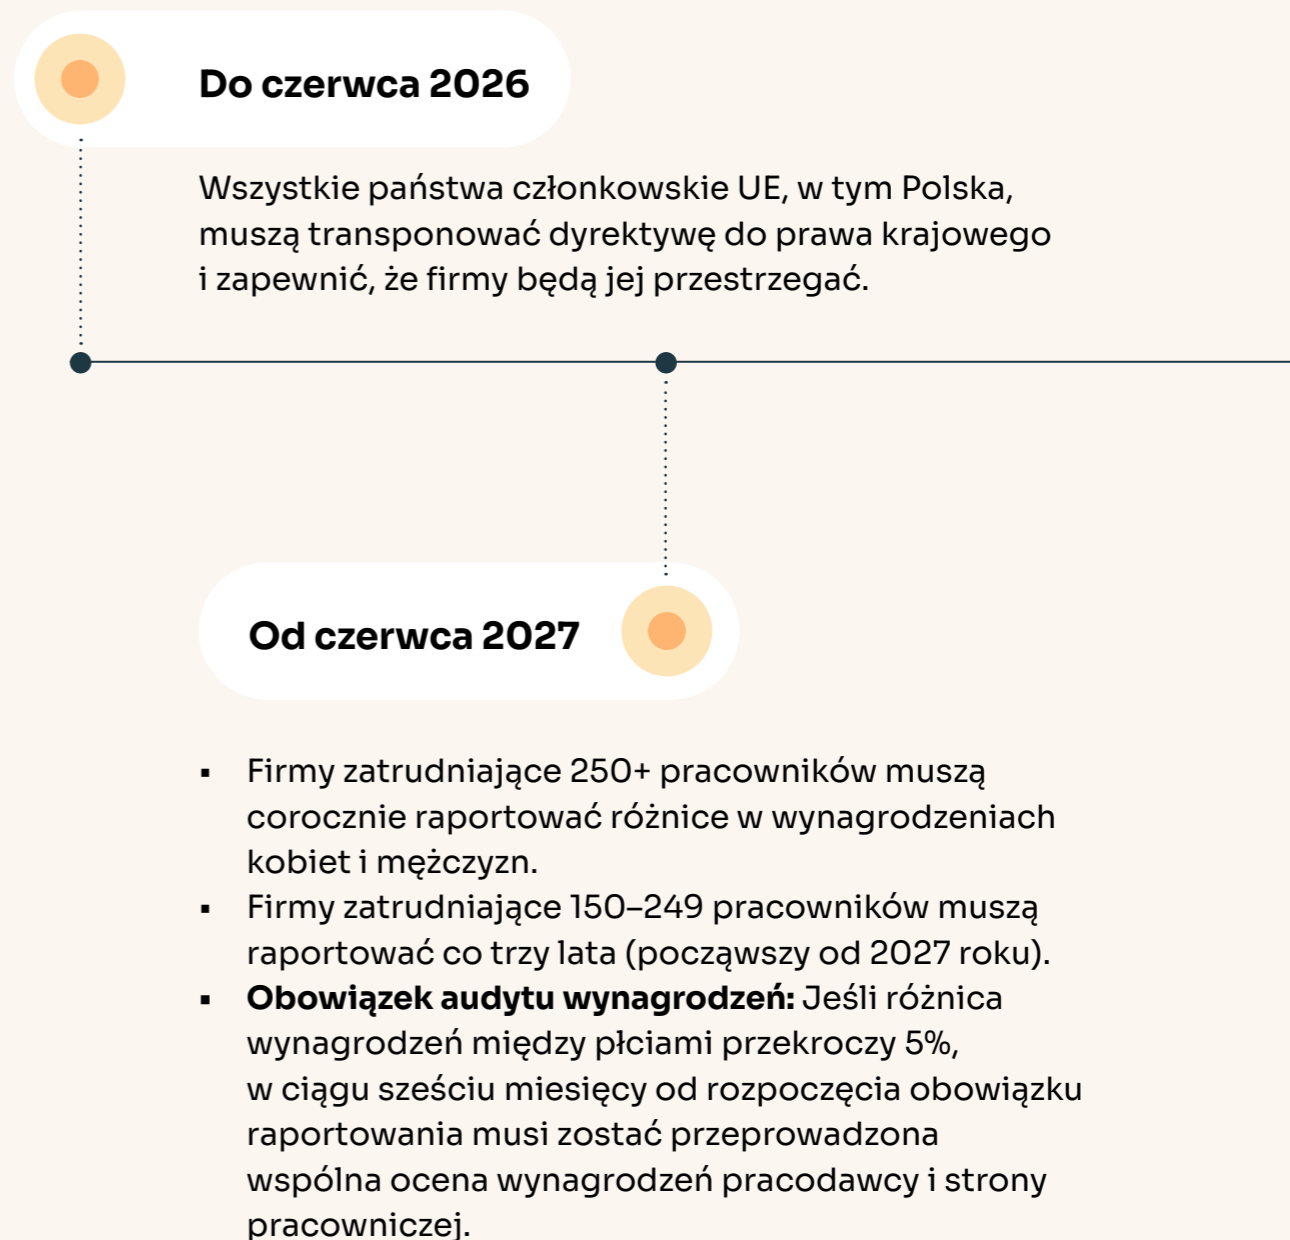 Do czerwca 2026
Wszystkie państwa członkowskie UE, w tym Polska,
muszą transponować dyrektywę do prawa krajowego
i zapewnić, że firmy będą jej przestrzegać.
Od czerwca 2027
▪ Firmy zatrudniające 250+ pracowników muszą
corocznie raportować różnice w wynagrodzeniach
kobiet i mężczyzn.
▪ Firmy zatrudniające 150–249 pracowników muszą
raportować co trzy lata (począwszy od 2027 roku).
▪ Obowiązek audytu wynagrodzeń: Jeśli różnica
wynagrodzeń między płciami przekroczy 5%,
w ciągu sześciu miesięcy od rozpoczęcia obowiązku
raportowania musi zostać przeprowadzona
wspólna ocena wynagrodzeń pracodawcy i strony
pracowniczej.